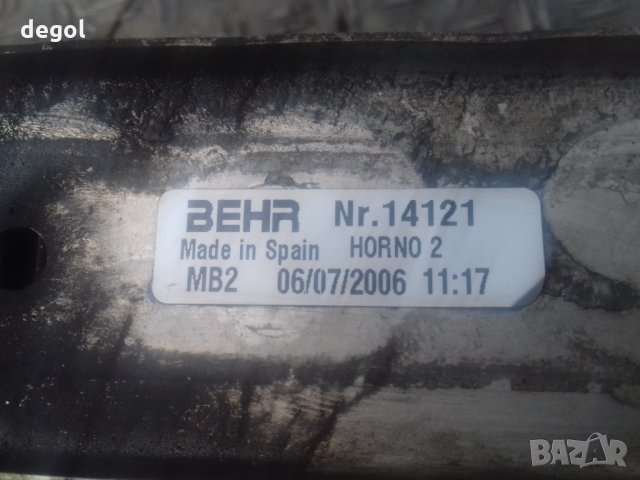 degol
BEHR Nr.14121
Made in Spain HORNO 2
MB2 06/07/2006 11:17
BAZAR